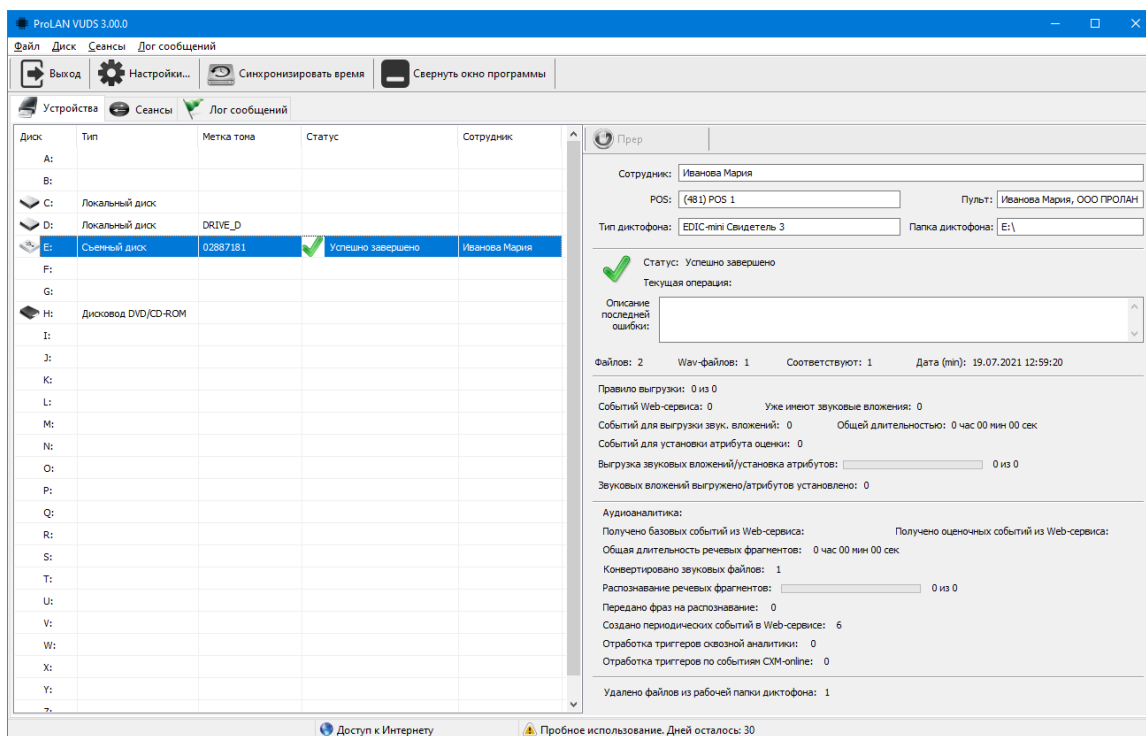 ProLAN VUDS 3.00.0
Файл Диск Сеансы Лог сообщений
Выход Настройки... Синхронизировать время Свернуть окно программы
Устройства Сеансы Лог сообщений
Диск Тип Метка тома Статус Сотрудник
A:
B:
C: Локальный диск
D: Локальный диск DRIVE_D
E: Съемный диск 02887181 Успешно завершено Иванова Мария
F:
G:
H: Дисковод DVD/CD-ROM
I:
J:
K:
L:
M:
N:
O:
P:
Q:
R:
S:
T:
U:
V:
W:
X:
Y:
Z:
Прер
Сотрудник: Иванова Мария
POS: (481) POS 1 Пульт: Иванова Мария, ООО ПРОЛАН
Тип диктофона: EDIC-mini Свидетель 3 Папка диктофона: E:\
Статус: Успешно завершено
Текущая операция:
Описание
последней
ошибки:
Файлов: 2 Wav-файлов: 1 Соответствуют: 1 Дата (min): 19.07.2021 12:59:20
Правило выгрузки: 0 из 0
Событий Web-сервиса: 0 Уже имеют звуковые вложения: 0
Событий для выгрузки звук. вложений: 0 Общей длительностью: 0 час 00 мин 00 сек
Событий для установки атрибута оценки: 0
Выгрузка звуковых вложений/установка атрибутов: 0 из 0
Звуковых вложений выгружено/атрибутов установлено: 0
Аудиоаналитика:
Получено базовых событий из Web-сервиса: Получено оценочных событий из Web-сервиса:
Общая длительность речевых фрагментов: 0 час 00 мин 00 сек
Конвертировано звуковых файлов: 1
Распознавание речевых фрагментов: 0 из 0
Передано фраз на распознавание: 0
Создано периодических событий в Web-сервисе: 6
Отработка триггеров сквозной аналитики: 0
Отработка триггеров по событиям CXM-online: 0
Удалено файлов из рабочей папки диктофона: 1
Доступ к Интернету Пробное использование. Дней осталось: 30